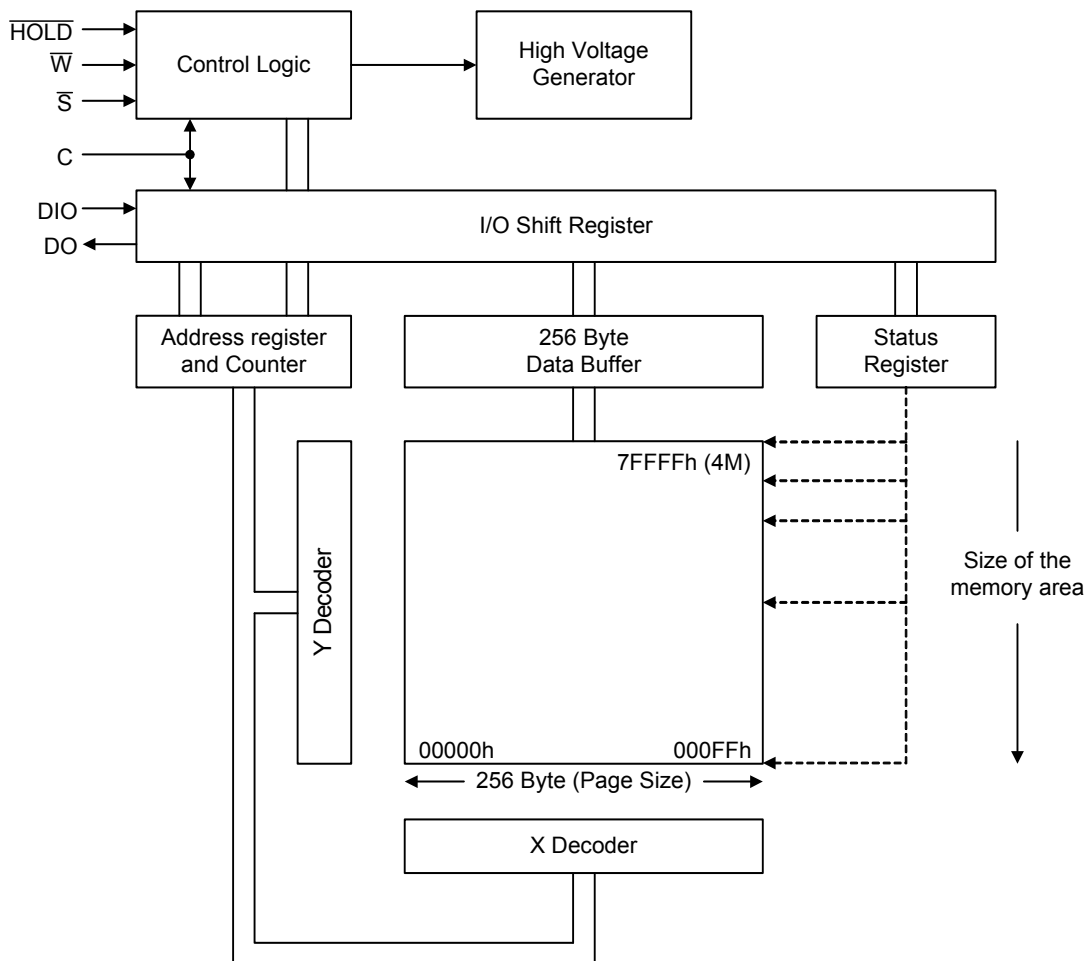 HOLD
W
S
C
DIO
DO
Control Logic
High Voltage
Generator
I/O Shift Register
Address register
and Counter
256 Byte
Data Buffer
Status
Register
7FFFFh (4M)
Y Decoder
Size of the
memory area
00000h
000FFh
256 Byte (Page Size)
X Decoder